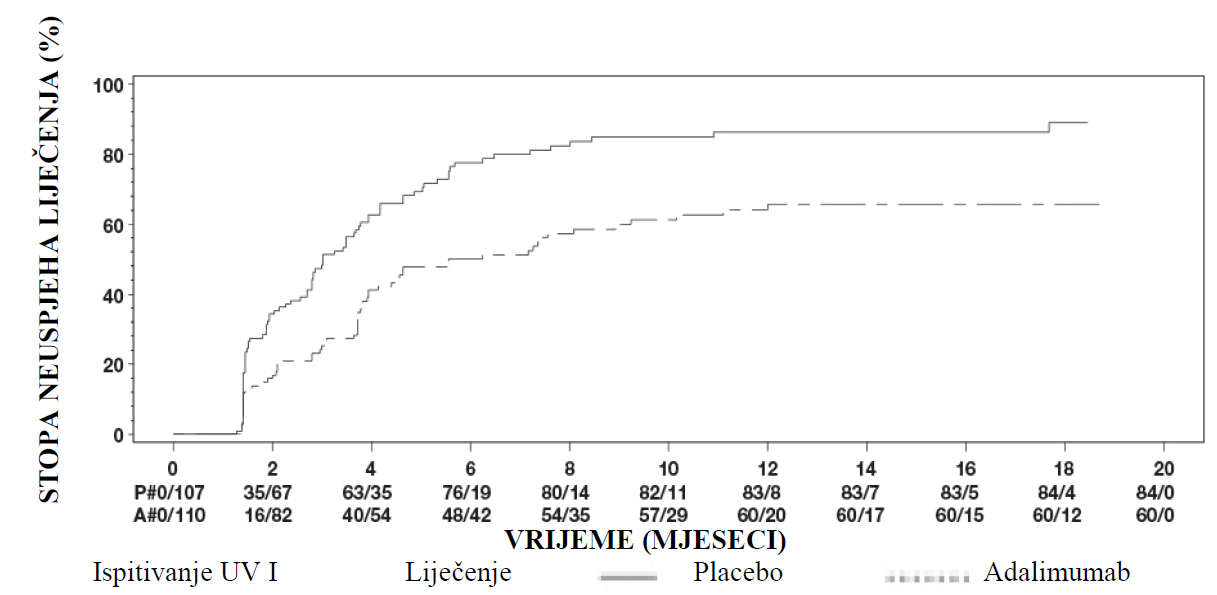 STOPA NEUSPJEHA LIJEČENJA (%)
100
80
60
40
20
0
0 2 4 6 8 10 12 14 16 18 20
P#0/107 35/67 63/35 76/19 80/14 82/11 83/8 83/7 83/5 84/4 84/0
A#0/110 16/82 40/54 48/42 54/35 57/29 60/20 60/17 60/15 60/12 60/0
VRIJEME (MJESECI)
Ispitivanje UV I Liječenje Placebo Adalimumab